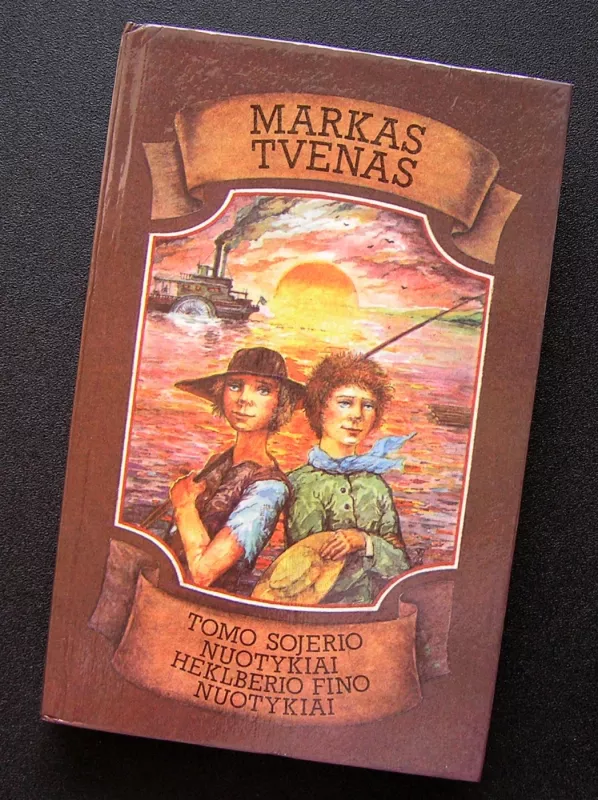 MARKAS
TVENAS
TOMO SOJERIO
NUOTYKIAI
HEKLBERIO FINO
NUOTYKIAI